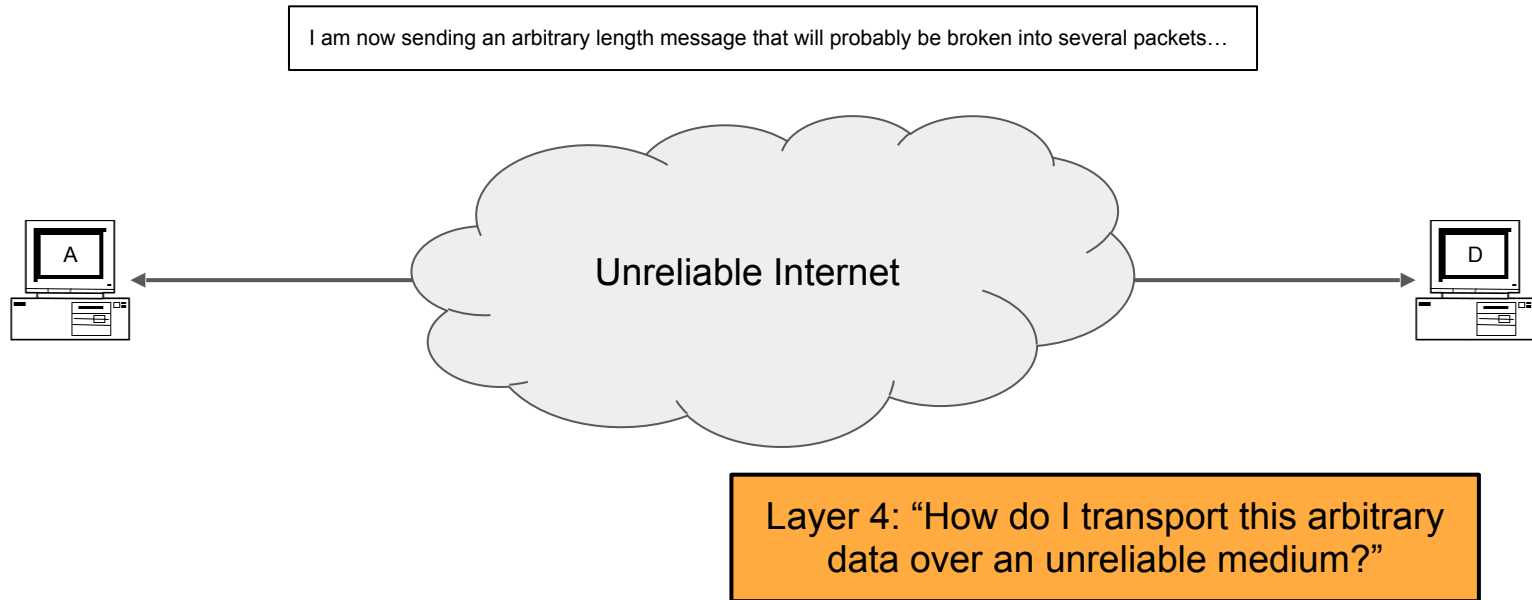 I am now sending an arbitrary length message that will probably be broken into several packets…
A
Unreliable Internet
D
Layer 4: “How do I transport this arbitrary
data over an unreliable medium?”